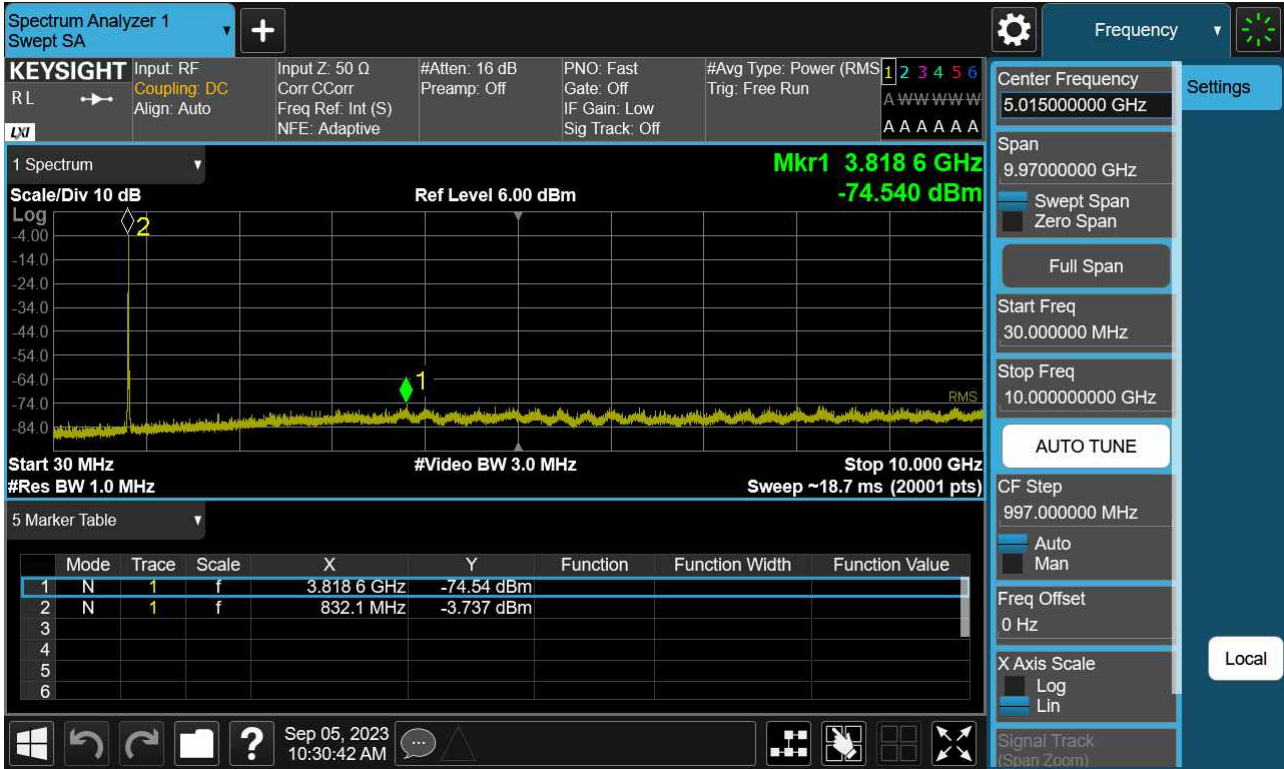 Spectrum Analyzer 1
Swept SA
Frequency
KEYSIGHT
R L
LXI
Input: RF
Coupling: DC
Align: Auto
Input Z: 50 Ω
Corr CCorr
Freq Ref: Int (S)
NFE: Adaptive
#Atten: 16 dB
Preamp: Off
PNO: Fast
Gate: Off
IF Gain: Low
Sig Track: Off
#Avg Type: Power (RMS
Trig: Free Run
1 2 3 4 5 6
A W W W W W
A A A A A A
1 Spectrum
Scale/Div 10 dB
Ref Level 6.00 dBm
Mkr1 3.818 6 GHz
-74.540 dBm
Log
-4.00
-14.0
-24.0
-34.0
-44.0
-54.0
-64.0
-74.0
-84.0
2
1
RMS
Start 30 MHz
#Video BW 3.0 MHz
Stop 10.000 GHz
#Res BW 1.0 MHz
Sweep ~18.7 ms (20001 pts)
5 Marker Table
Mode Trace Scale X Y Function Function Width Function Value
1 N 1 f 3.818 6 GHz -74.54 dBm
2 N 1 f 832.1 MHz -3.737 dBm
3
4
5
6
Sep 05, 2023
10:30:42 AM
Center Frequency
5.015000000 GHz
Span
9.97000000 GHz
Swept Span
Zero Span
Full Span
Start Freq
30.000000 MHz
Stop Freq
10.000000000 GHz
AUTO TUNE
CF Step
997.000000 MHz
Auto
Man
Freq Offset
0 Hz
X Axis Scale
Log
Lin
Signal Track
(Span Zoom)
Settings
Local